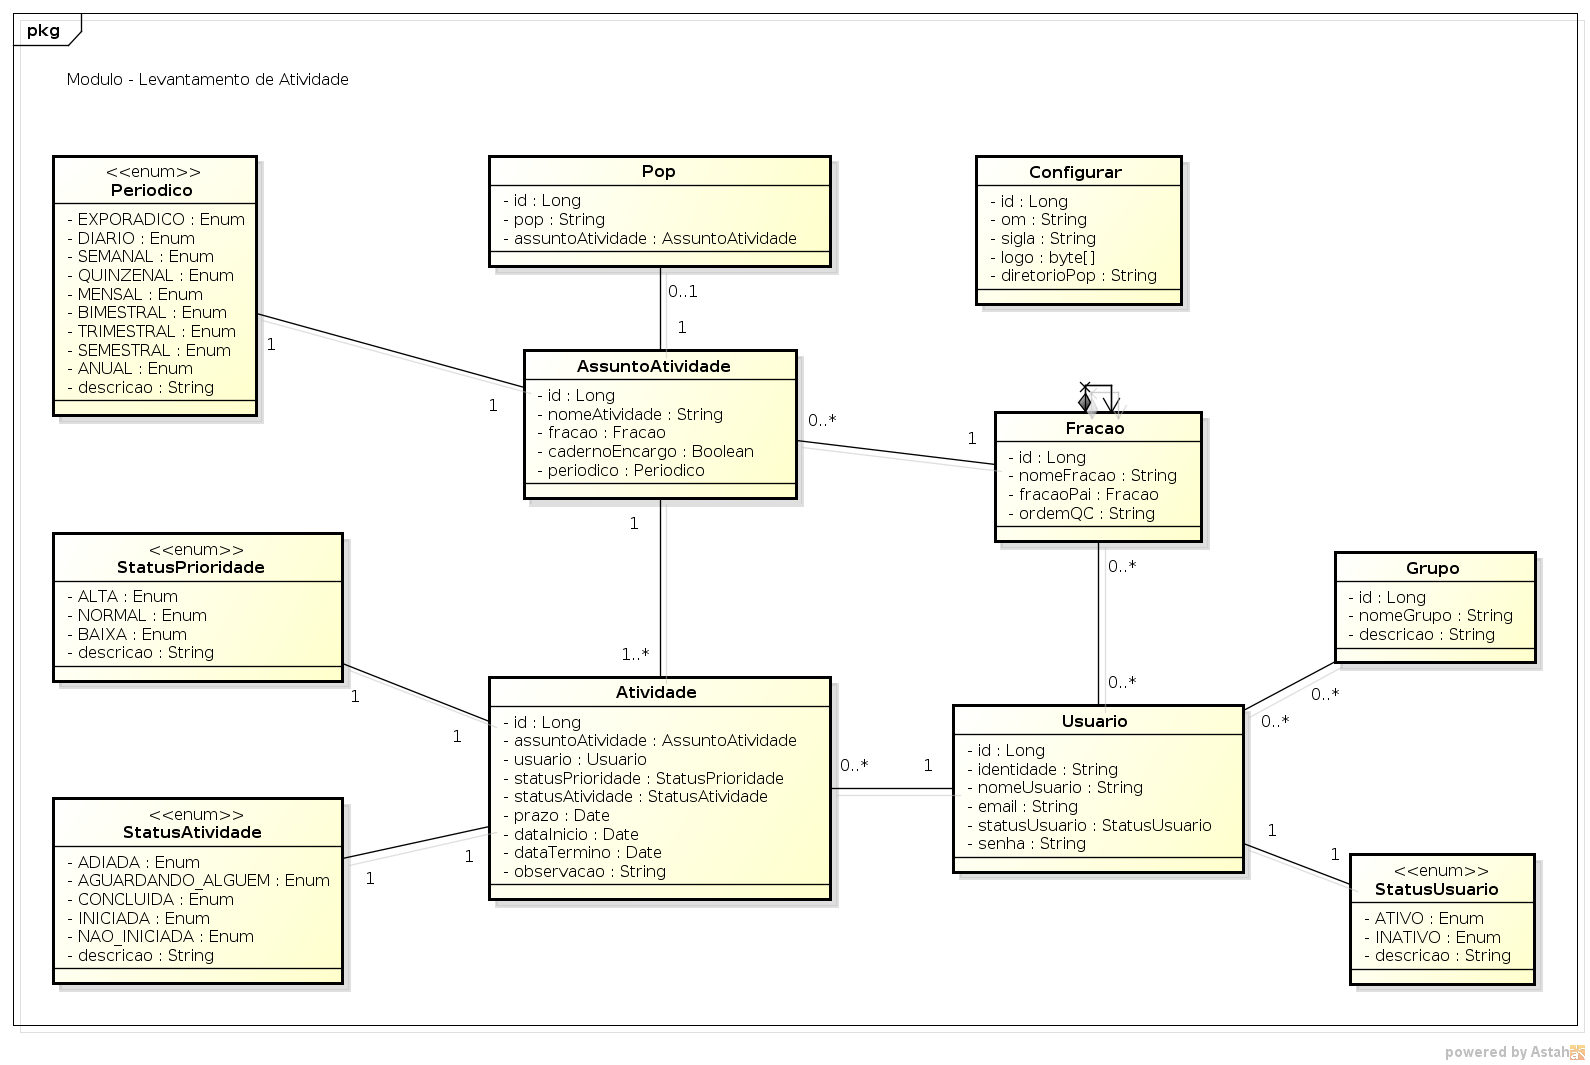 pkg
Modulo - Levantamento de Atividade
<<enum>>
Periodico
- EXPORADICO : Enum
- DIARIO : Enum
- SEMANAL : Enum
- QUINZENAL : Enum
- MENSAL : Enum
- BIMESTRAL : Enum
- TRIMESTRAL : Enum
- SEMESTRAL : Enum
- ANUAL : Enum
- descricao : String
1
1
Pop
- id : Long
- pop : String
- assuntoAtividade : AssuntoAtividade
0..1
1
Configurar
- id : Long
- om : String
- sigla : String
- logo : byte[]
- diretorioPop : String
AssuntoAtividade
- id : Long
- nomeAtividade : String
- fracao : Fracao
- cadernoEncargo : Boolean
- periodico : Periodico
0..*
1
Fracao
- id : Long
- nomeFracao : String
- fracaoPai : Fracao
- ordemQC : String
1
1..*
0..*
0..*
<<enum>>
StatusPrioridade
- ALTA : Enum
- NORMAL : Enum
- BAIXA : Enum
- descricao : String
1
1
Grupo
- id : Long
- nomeGrupo : String
- descricao : String
0..*
0..*
Atividade
- id : Long
- assuntoAtividade : AssuntoAtividade
- usuario : Usuario
- statusPrioridade : StatusPrioridade
- statusAtividade : StatusAtividade
- prazo : Date
- dataInicio : Date
- dataTermino : Date
- observacao : String
0..*
1
Usuario
- id : Long
- identidade : String
- nomeUsuario : String
- email : String
- statusUsuario : StatusUsuario
- senha : String
1
1
<<enum>>
StatusAtividade
- ADIADA : Enum
- AGUARDANDO_ALGUEM : Enum
- CONCLUIDA : Enum
- INICIADA : Enum
- NAO_INICIADA : Enum
- descricao : String
1
1
<<enum>>
StatusUsuario
- ATIVO : Enum
- INATIVO : Enum
- descricao : String
powered by Astah